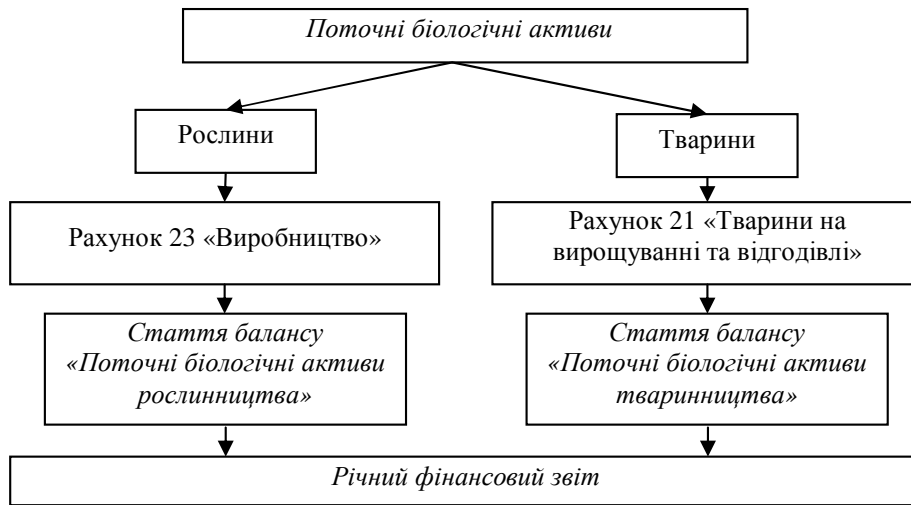 Поточні біологічні активи
Рослини
Тварини
Рахунок 23 «Виробництво»
Рахунок 21 «Тварини на
вирощуванні та відгодівлі»
Стаття балансу
«Поточні біологічні активи
рослинництва»
Стаття балансу
«Поточні біологічні активи
тваринництва»
Річний фінансовий звіт